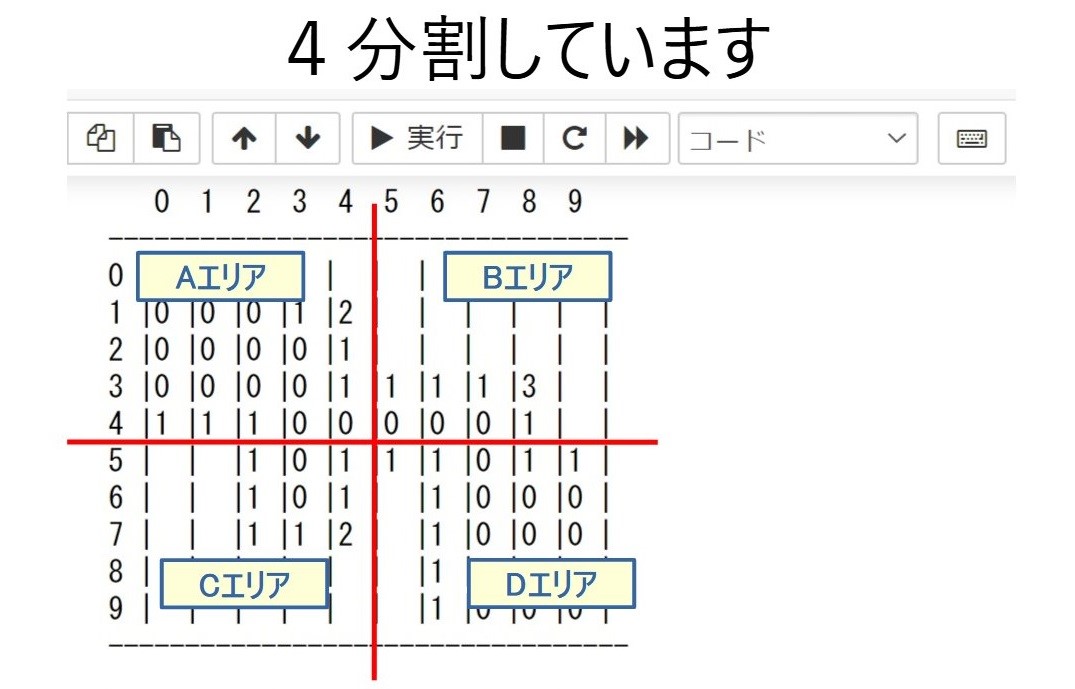 4分割しています
実行 コード
0 1 2 3 4 5 6 7 8 9
0 Aエリア | | Bエリア
1 |0 |0 |0 |1 |2 | | | | | |
2 |0 |0 |0 |0 |1 | | | | | |
3 |0 |0 |0 |0 |1 |1 |1 |1 |3 | |
4 |1 |1 |1 |0 |0 |0 |0 |0 |1 | |
5 | | |1 |0 |1 |1 |1 |0 |1 |1 |
6 | | |1 |0 |1 | |1 |0 |0 |0 |
7 | | |1 |1 |2 | |1 |0 |0 |0 |
8 | Cエリア | |1 Dエリア
9 | | | | | |1 |0 |0 |0 |